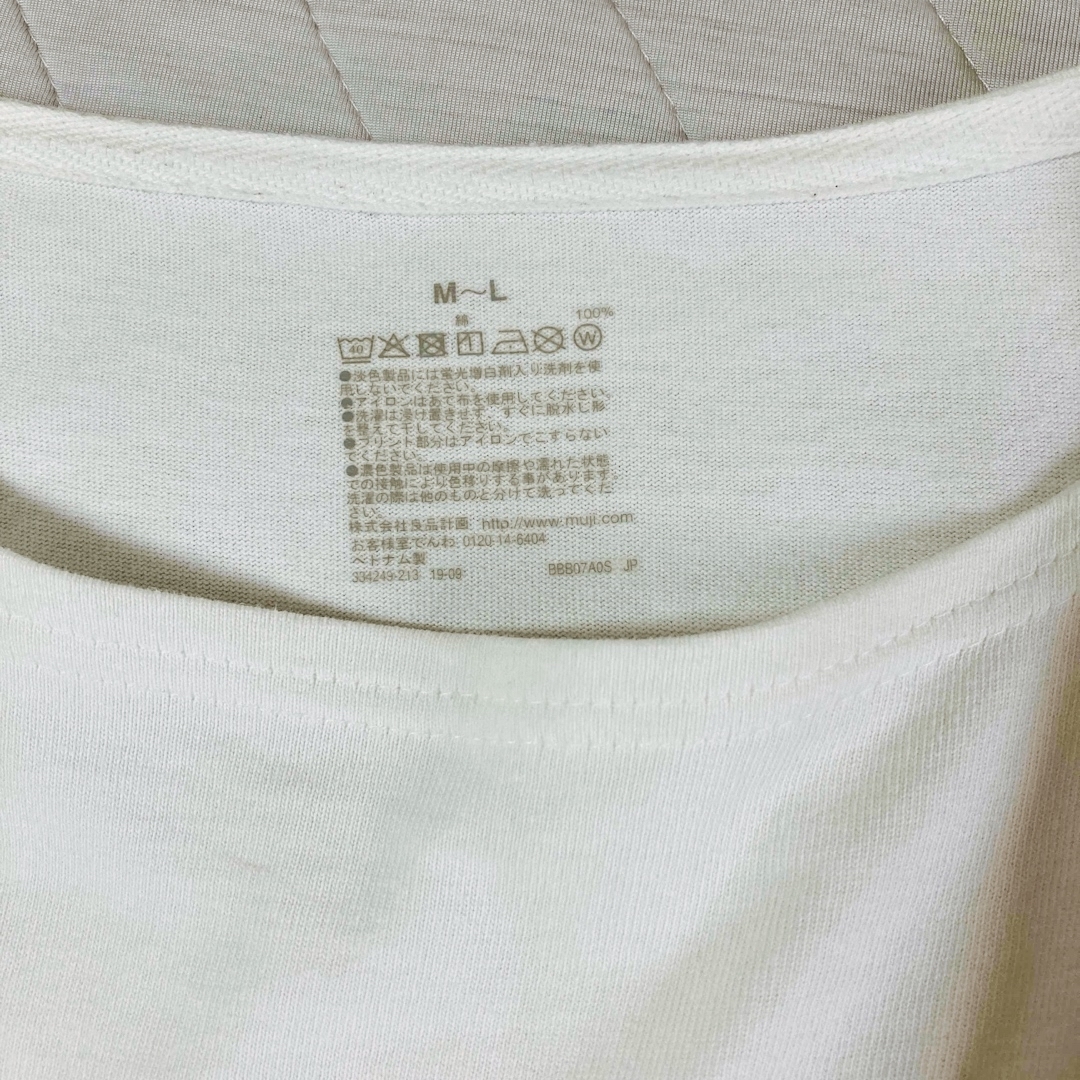 M〜L
綿 100%
40 W
●淡色製品には蛍光増白剤入り洗剤を使
用しないでください。
●アイロンはあて布を使用してください。
●洗濯は浸け置きせず、すぐに脱水し形
を整えて干してください。
●プリント部分はアイロンでこすらない
でください。
●濃色製品は使用中の摩擦や濡れた状態
での接触により色移りする事があります。
洗濯の際は他のものと分けて洗ってくだ
さい。
株式会社良品計画 http://www.muji.com
お客様室でんわ 0120-14-6404
ベトナム製
334249-213 19-09 BBB07A0S JP